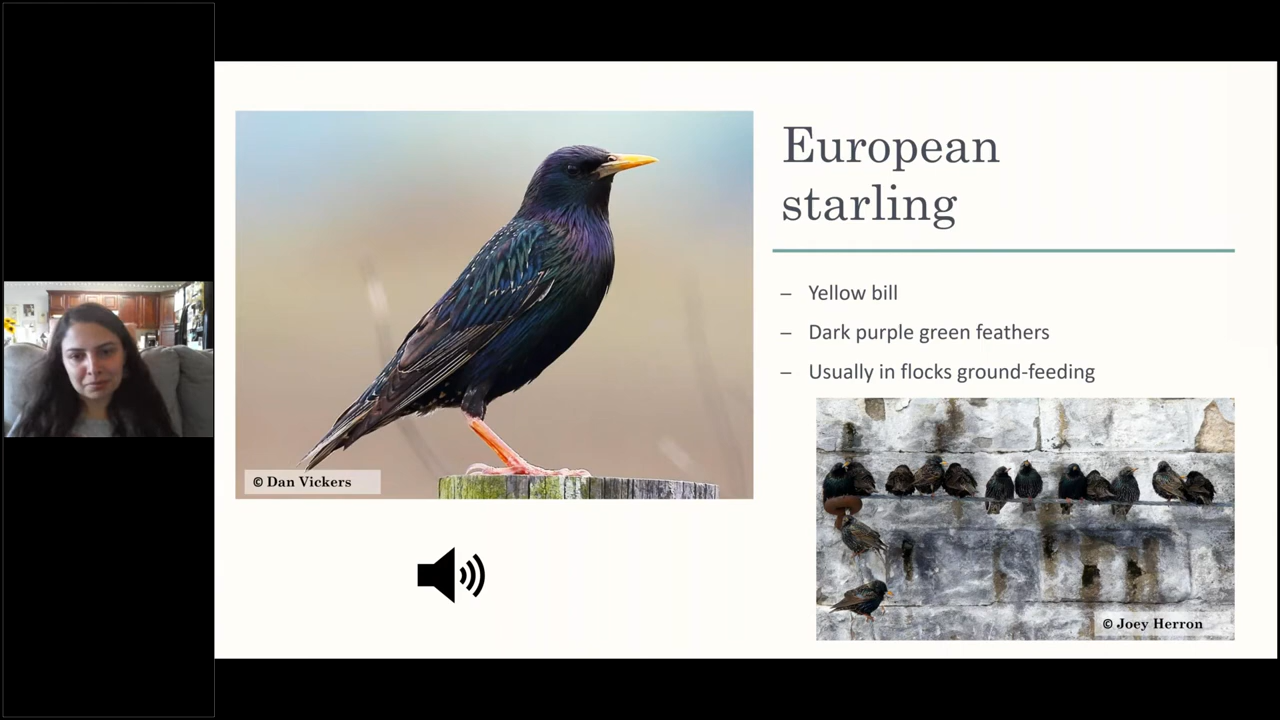 European
starling
– Yellow bill
– Dark purple green feathers
– Usually in flocks ground-feeding
© Dan Vickers
© Joey Herron